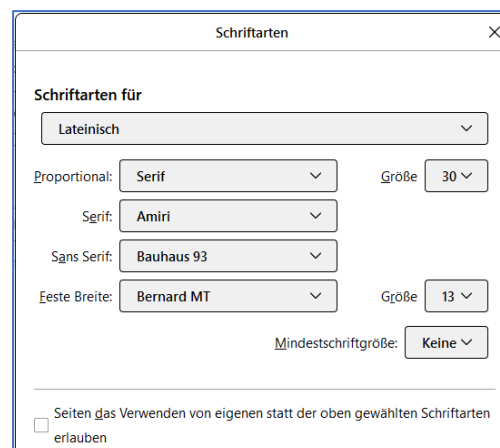 Schriftarten
Schriftarten für
Lateinisch
Proportional: Serif Größe 30
Serif: Amiri
Sans Serif: Bauhaus 93
Feste Breite: Bernard MT Größe 13
Mindestschriftgröße: Keine
Seiten das Verwenden von eigenen statt der oben gewählten Schriftarten
erlauben